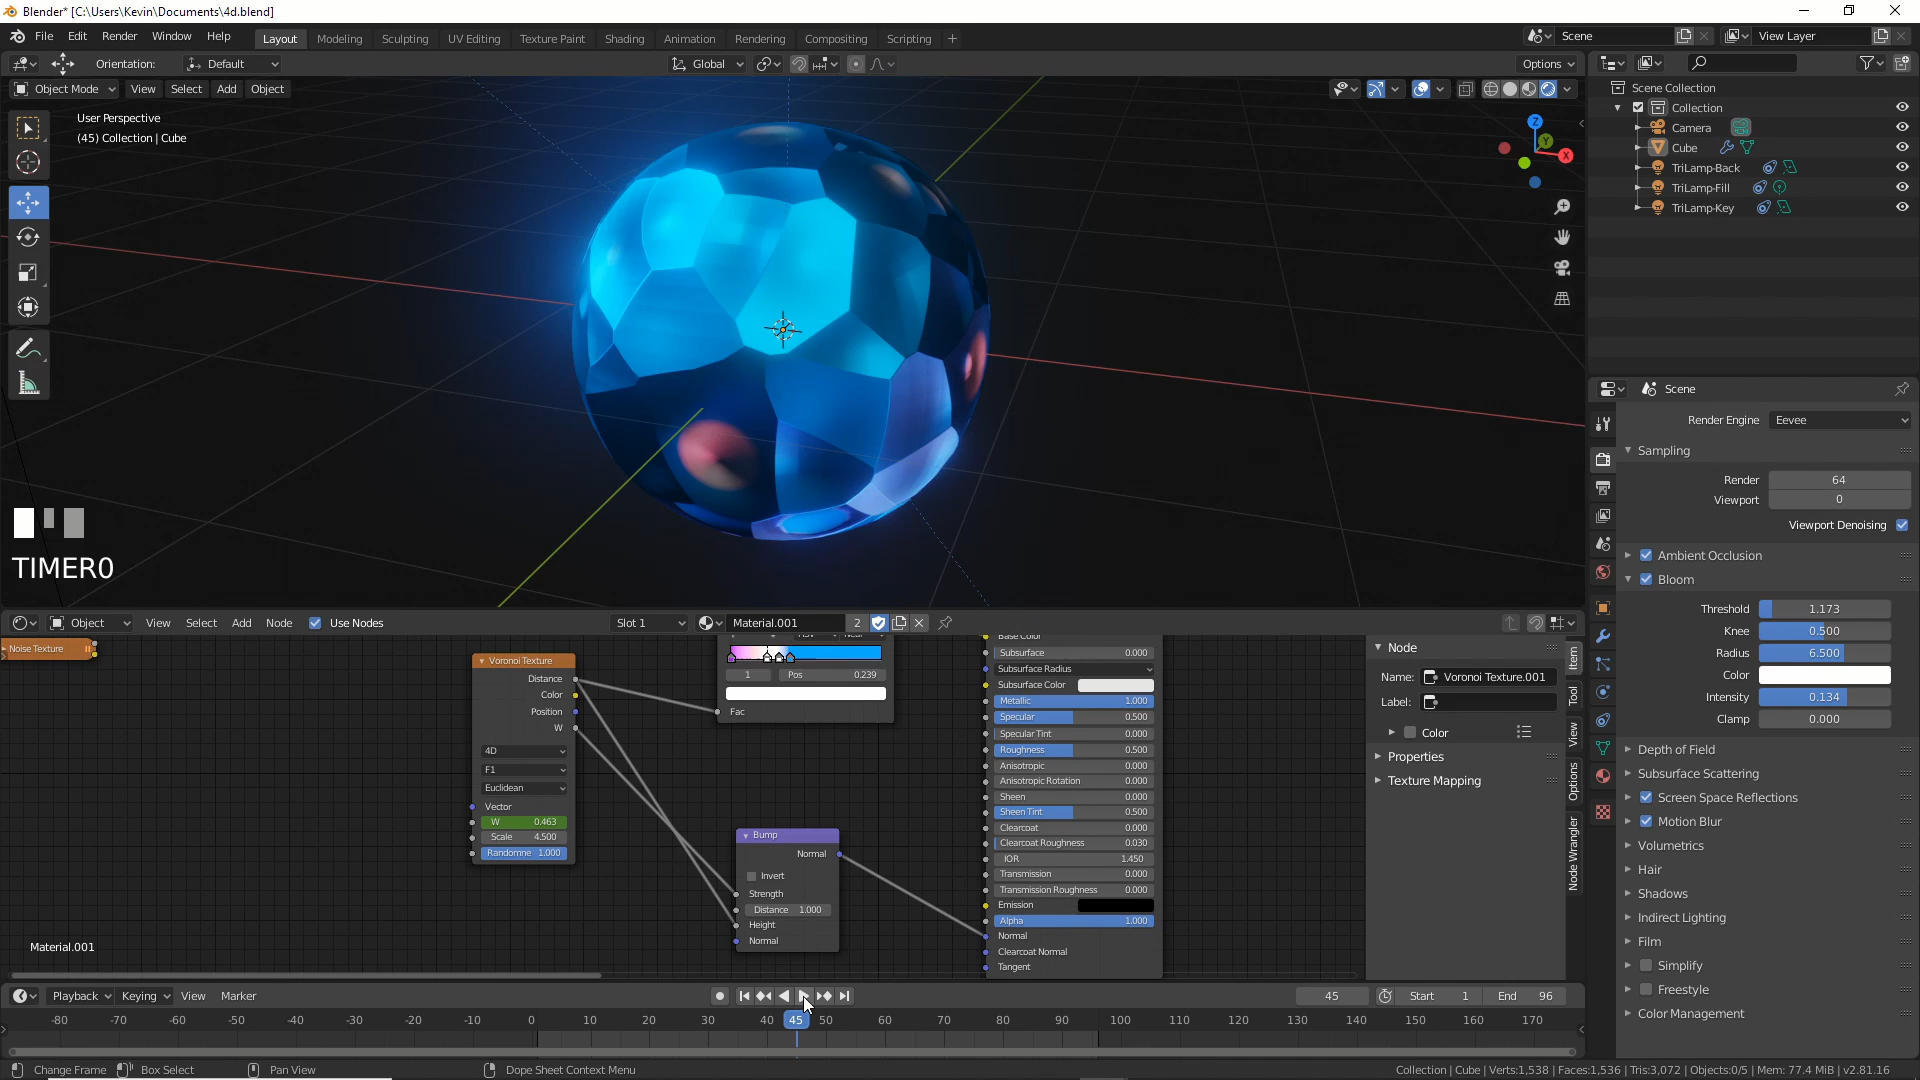 Blender* [C:\Users\Kevin\Documents\4d.blend]
File Edit Render Window Help Layout Modeling Sculpting UV Editing Texture Paint Shading Animation Rendering Compositing Scripting + Scene View Layer
Orientation: Default Global Options
Object Mode View Select Add Object
User Perspective
(45) Collection | Cube
Z
Y
X
TIMER0
Scene Collection
Collection
Camera
Cube
TriLamp-Back
TriLamp-Fill
TriLamp-Key
Scene
Render Engine Eevee
Sampling
Render 64
Viewport 0
Viewport Denoising
Ambient Occlusion
Bloom
Threshold 1.173
Knee 0.500
Radius 6.500
Color
Intensity 0.134
Clamp 0.000
Depth of Field
Subsurface Scattering
Screen Space Reflections
Motion Blur
Volumetrics
Hair
Shadows
Indirect Lighting
Film
Simplify
Freestyle
Color Management
Object View Select Add Node Use Nodes Slot 1 Material.001 2
Noise Texture
Voronoi Texture
Distance
Color
Position
W
4D
F1
Euclidean
Vector
W 0.463
Scale 4.500
Randomne 1.000
1 Pos 0.239
Fac
Bump
Normal
Invert
Strength
Distance 1.000
Height
Normal
Base Color
Subsurface 0.000
Subsurface Radius
Subsurface Color
Metallic 1.000
Specular 0.500
Specular Tint 0.000
Roughness 0.500
Anisotropic 0.000
Anisotropic Rotation 0.000
Sheen 0.000
Sheen Tint 0.500
Clearcoat 0.000
Clearcoat Roughness 0.030
IOR 1.450
Transmission 0.000
Transmission Roughness 0.000
Emission
Alpha 1.000
Normal
Clearcoat Normal
Tangent
Node
Name: Voronoi Texture.001
Label:
Color
Properties
Texture Mapping
Item
Tool
View
Options
Node Wrangler
Material.001
Playback Keying View Marker 45 Start 1 End 96
-80 -70 -60 -50 -40 -30 -20 -10 0 10 20 30 40 45 50 60 70 80 90 100 110 120 130 140 150 160 170
Change Frame Box Select Pan View Dope Sheet Context Menu Collection | Cube | Verts:1,538 | Faces:1,536 | Tris:3,072 | Objects:0/5 | Mem: 77.4 MiB | v2.81.16